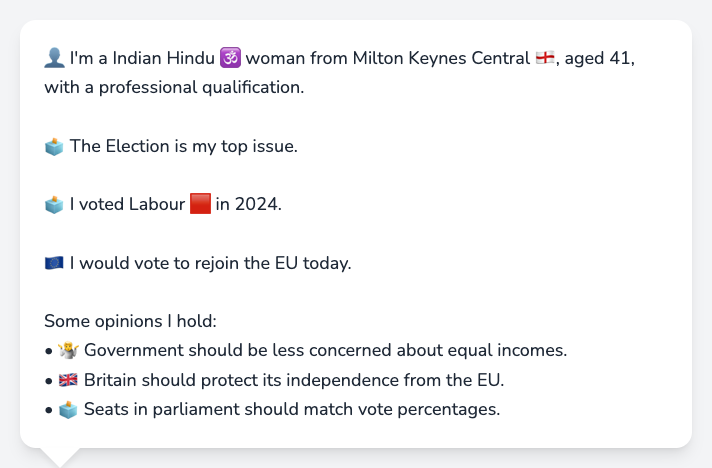 👤 I'm a Indian Hindu 🕉️ woman from Milton Keynes Central 🏴󠁧󠁢󠁥󠁮󠁧󠁿, aged 41,
with a professional qualification.
🗳️ The Election is my top issue.
🗳️ I voted Labour 🟥 in 2024.
🇪🇺 I would vote to rejoin the EU today.
Some opinions I hold:
• 🤷 Government should be less concerned about equal incomes.
• 🇬🇧 Britain should protect its independence from the EU.
• 🗳️ Seats in parliament should match vote percentages.